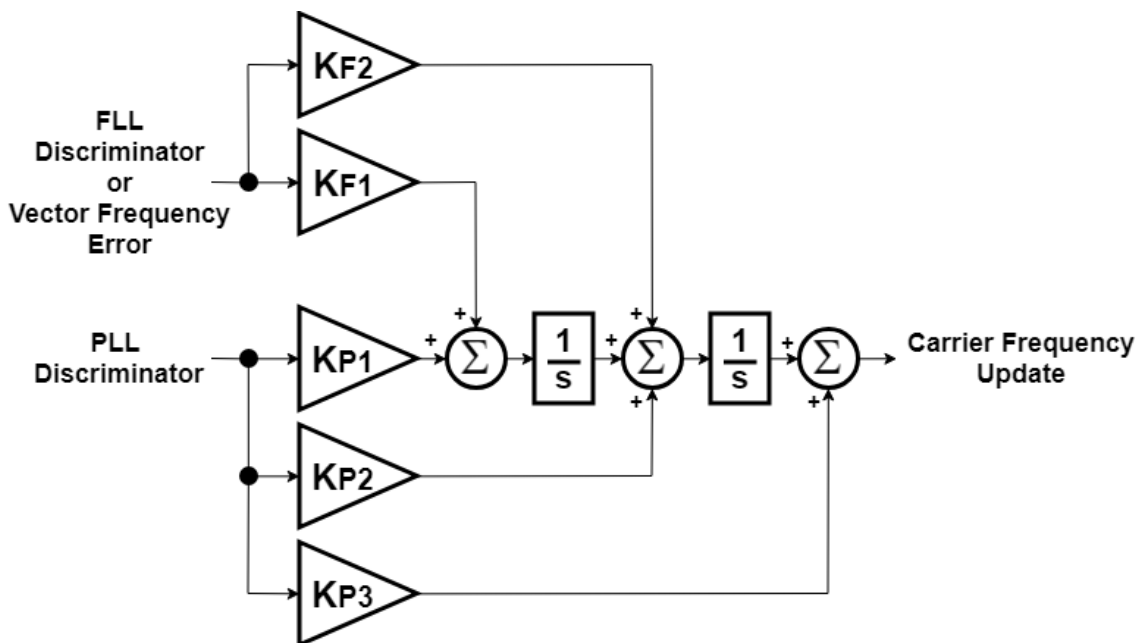 KF2
FLL
Discriminator
or
Vector Frequency
Error
KF1
+
+
+
+
+
+
+
PLL
Discriminator
KP1
Σ
1
s
Σ
1
s
Σ
Carrier Frequency
Update
KP2
KP3